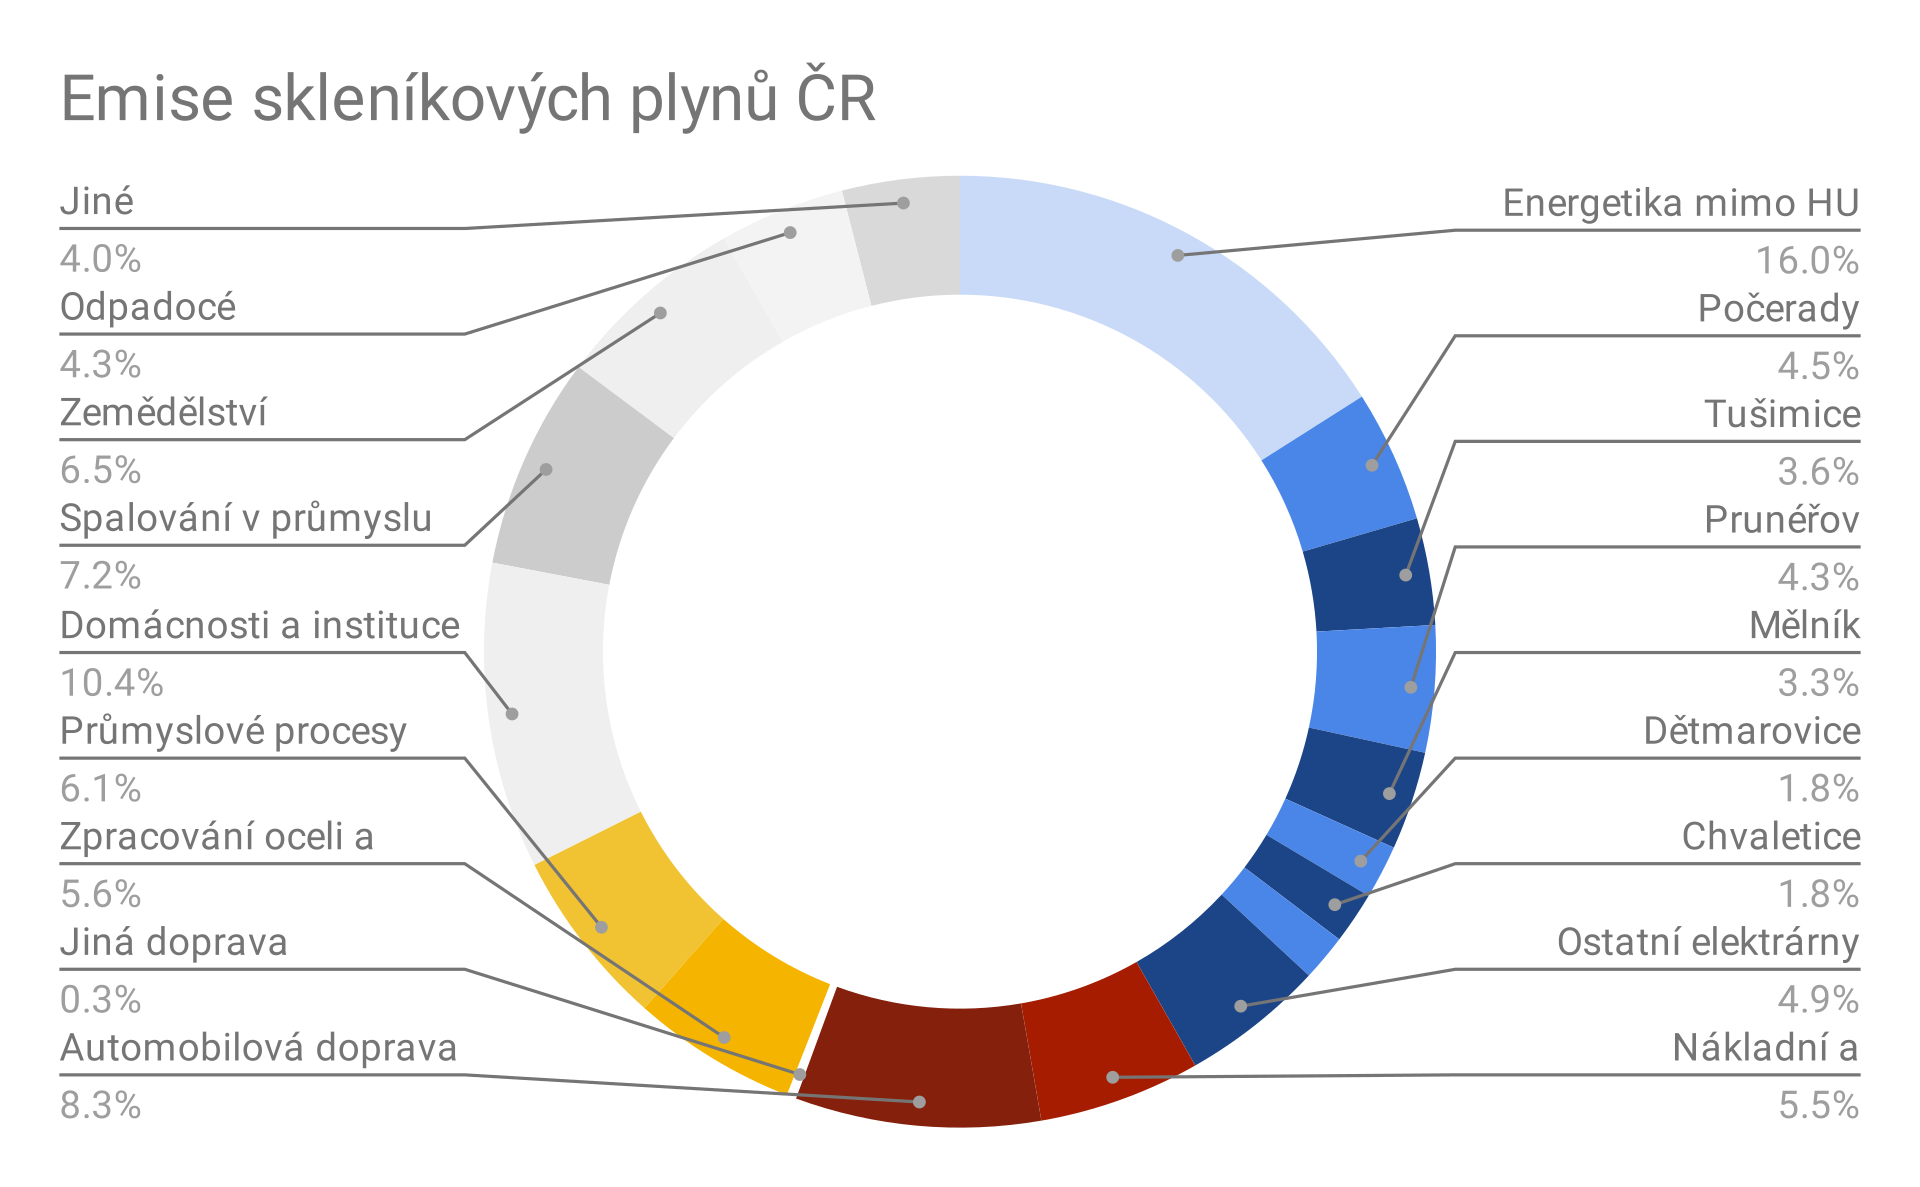 Emise skleníkových plynů ČR
Jiné
4.0%
Odpadocé
4.3%
Zemědělství
6.5%
Spalování v průmyslu
7.2%
Domácnosti a instituce
10.4%
Průmyslové procesy
6.1%
Zpracování oceli a
5.6%
Jiná doprava
0.3%
Automobilová doprava
8.3%
Energetika mimo HU
16.0%
Počerady
4.5%
Tušimice
3.6%
Prunéřov
4.3%
Mělník
3.3%
Dětmarovice
1.8%
Chvaletice
1.8%
Ostatní elektrárny
4.9%
Nákladní a
5.5%